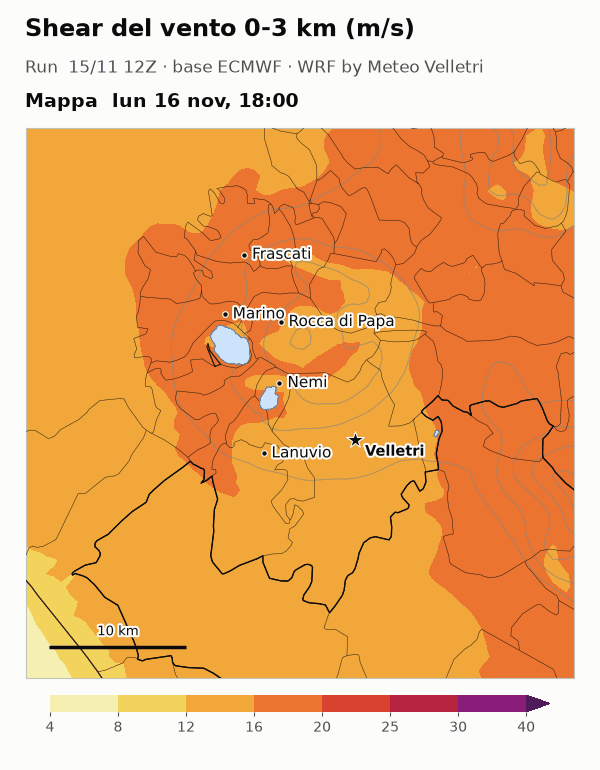 Shear del vento 0-3 km (m/s)
Run  15/11 12Z · base ECMWF · WRF by Meteo Velletri
Mappa  lun 16 nov, 18:00
Frascati
Marino
Rocca di Papa
Nemi
Velletri
Lanuvio
10 km
4 8 12 16 20 25 30 40